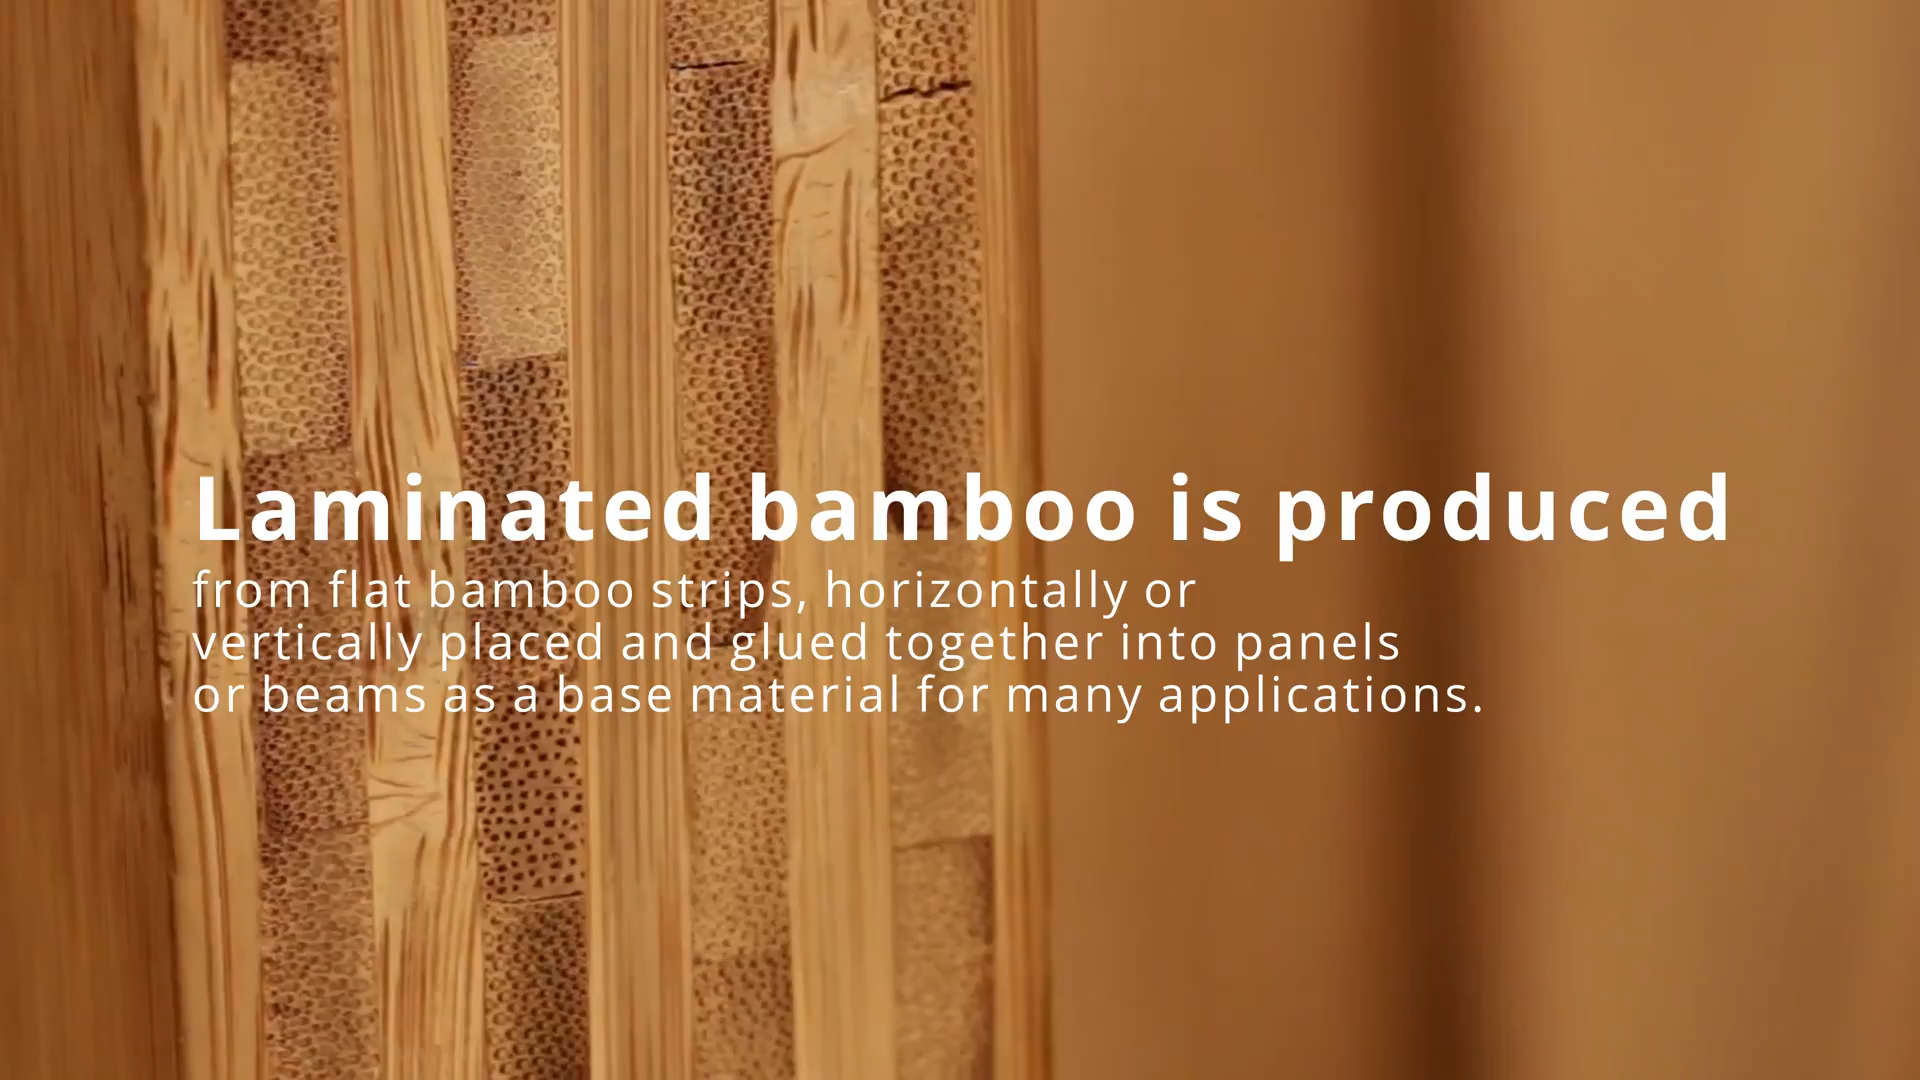 Laminated bamboo is produced
from flat bamboo strips, horizontally or
vertically placed and glued together into panels
or beams as a base material for many applications.